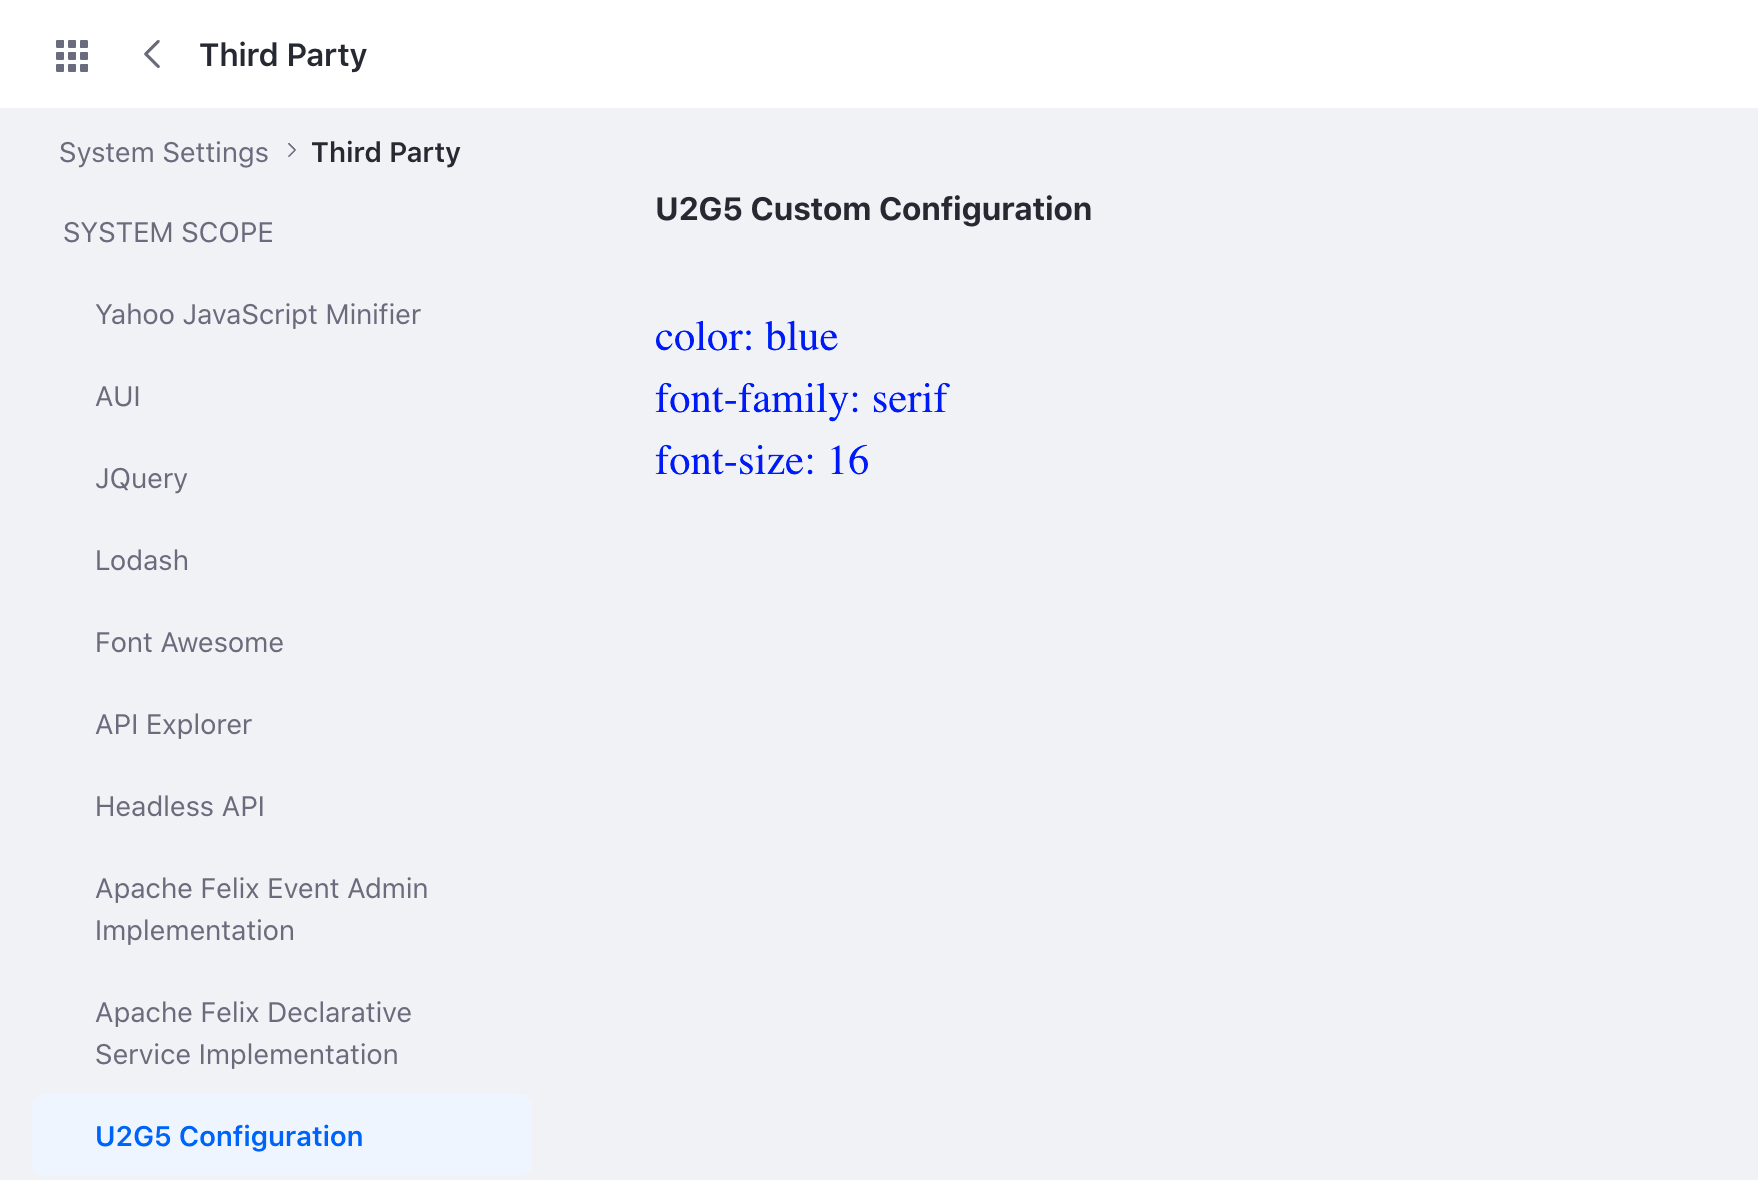 Third Party
System Settings > Third Party
SYSTEM SCOPE
Yahoo JavaScript Minifier
AUI
JQuery
Lodash
Font Awesome
API Explorer
Headless API
Apache Felix Event Admin
Implementation
Apache Felix Declarative
Service Implementation
U2G5 Configuration
U2G5 Custom Configuration
color: blue
font-family: serif
font-size: 16